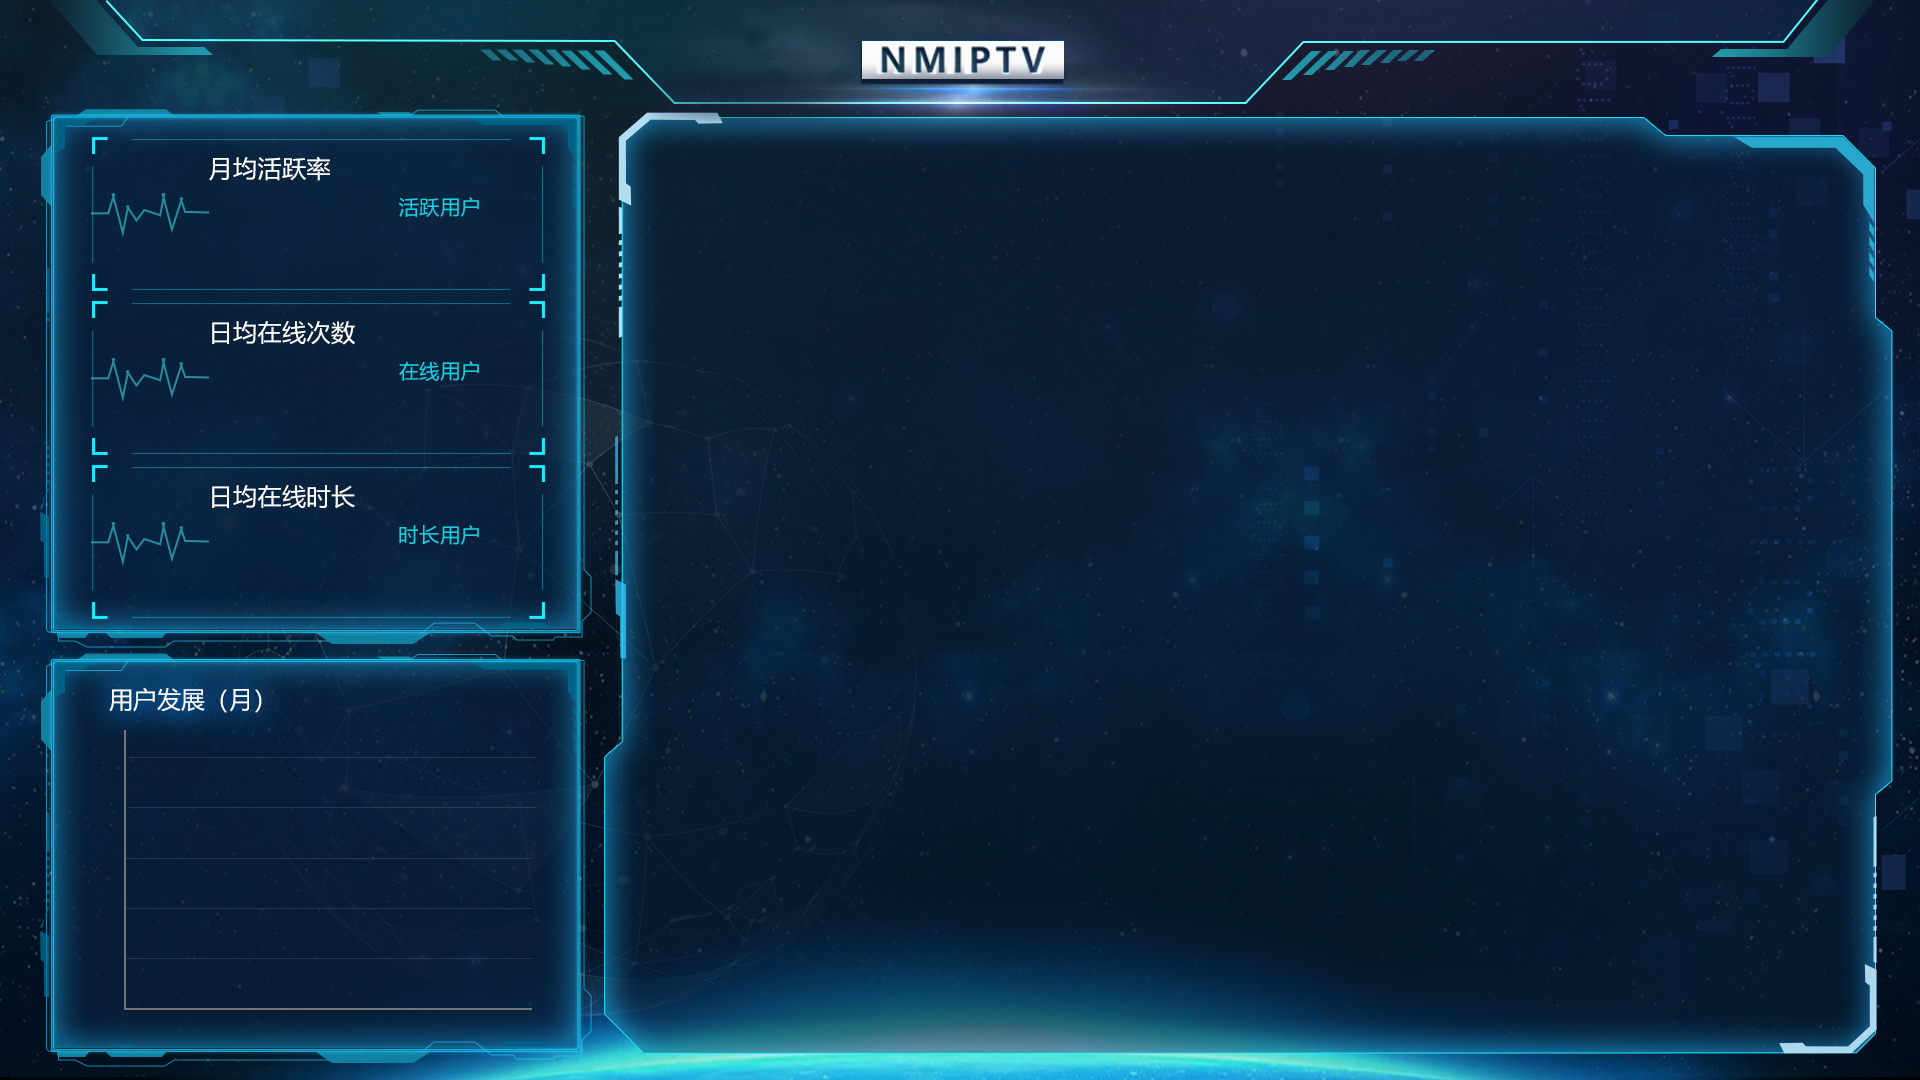 NMIPTV
月均活跃率
活跃用户
日均在线次数
在线用户
日均在线时长
时长用户
用户发展（月）